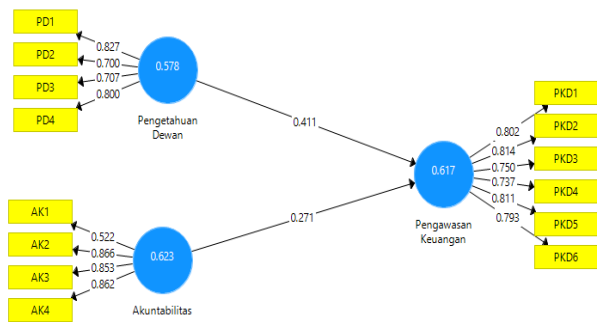 PD1
PD2
PD3
PD4
0.827
0.700
0.707
0.800
0.578
Pengetahuan
Dewan
0.411
AK1
AK2
AK3
AK4
0.522
0.866
0.853
0.862
0.623
Akuntabilitas
0.271
0.617
Pengawasan
Keuangan
0.802
0.814
0.750
0.737
0.811
0.793
PKD1
PKD2
PKD3
PKD4
PKD5
PKD6